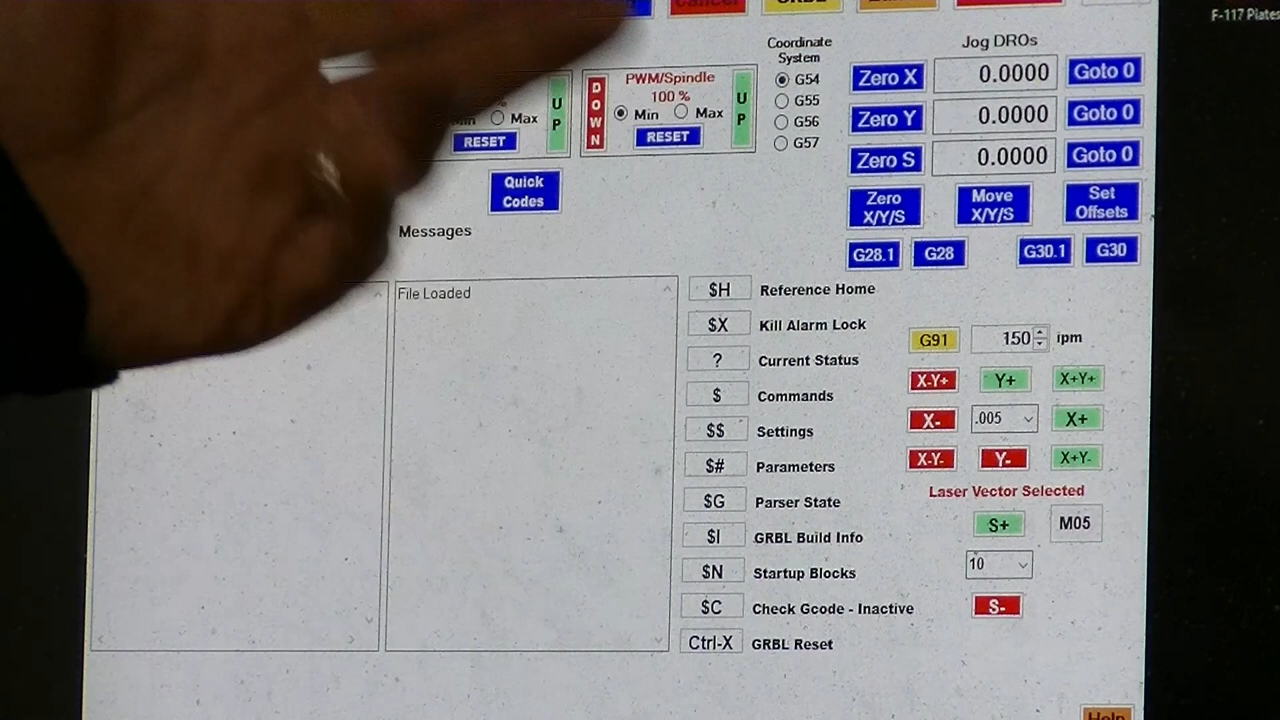 Cancel
GRBL
F-117 Plates
Coordinate
System
Jog DROs
PWM/Spindle
100 %
DOWN
Min
Max
UP
RESET
%
Min
Max
UP
RESET
G54
G55
G56
G57
Zero X
0.0000
Goto 0
Zero Y
0.0000
Goto 0
Zero S
0.0000
Goto 0
Quick
Codes
Zero
X/Y/S
Move
X/Y/S
Set
Offsets
G28.1
G28
G30.1
G30
Messages
File Loaded
$H Reference Home
$X Kill Alarm Lock
? Current Status
$ Commands
$$ Settings
$# Parameters
$G Parser State
$I GRBL Build Info
$N Startup Blocks
$C Check Gcode - Inactive
Ctrl-X GRBL Reset
G91
150
ipm
X-Y+
Y+
X+Y+
X-
.005
X+
X-Y-
Y-
X+Y-
Laser Vector Selected
S+
M05
10
S-
Help